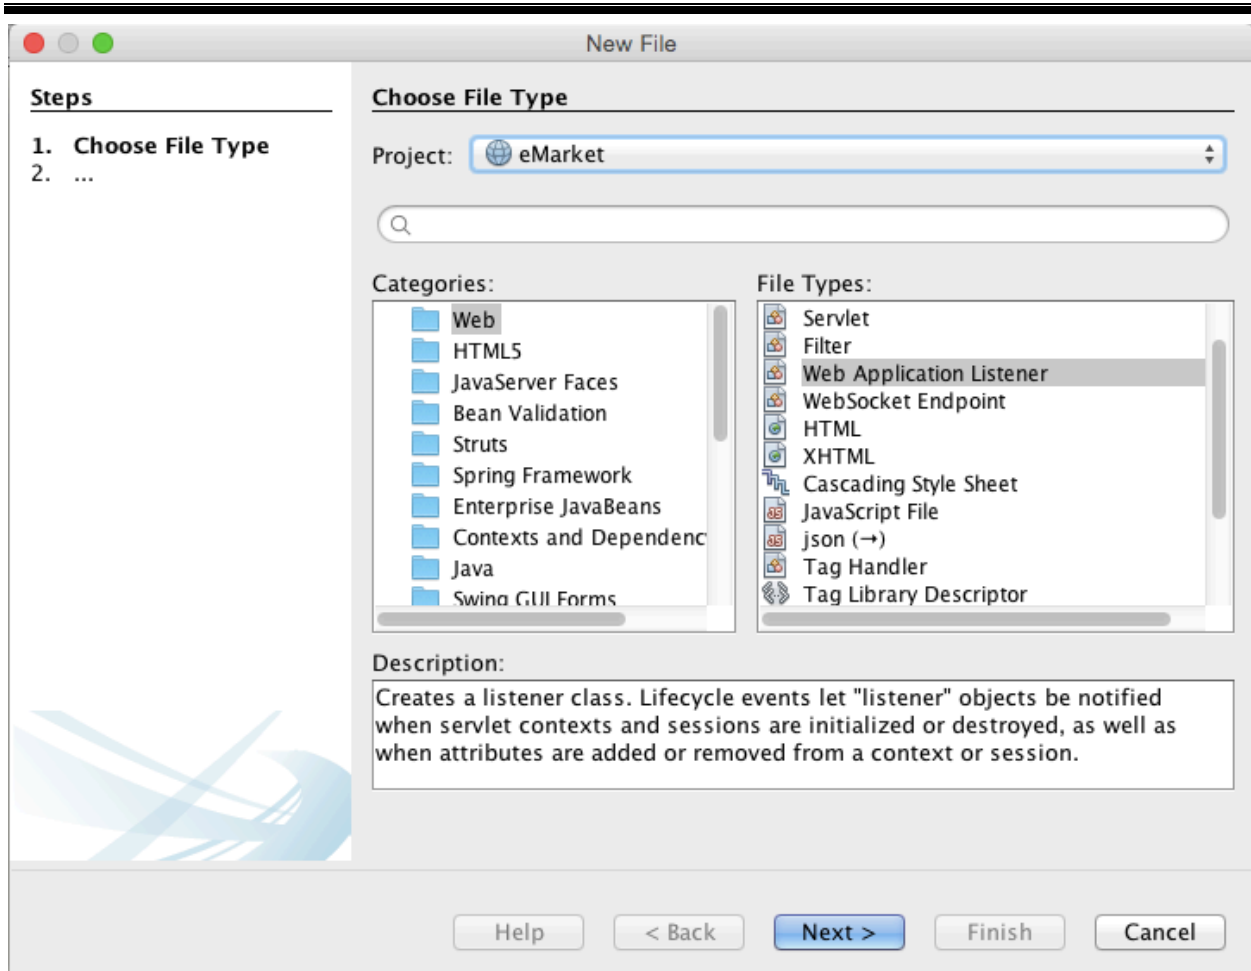 New File
Steps
1. Choose File Type
2. ...
Choose File Type
Project: eMarket
Categories:
Web
HTML5
JavaServer Faces
Bean Validation
Struts
Spring Framework
Enterprise JavaBeans
Contexts and Dependenc
Java
Swing GUI Forms
File Types:
Servlet
Filter
Web Application Listener
WebSocket Endpoint
HTML
XHTML
Cascading Style Sheet
JavaScript File
json (→)
Tag Handler
Tag Library Descriptor
Description:
Creates a listener class. Lifecycle events let "listener" objects be notified
when servlet contexts and sessions are initialized or destroyed, as well as
when attributes are added or removed from a context or session.
Help
< Back
Next >
Finish
Cancel